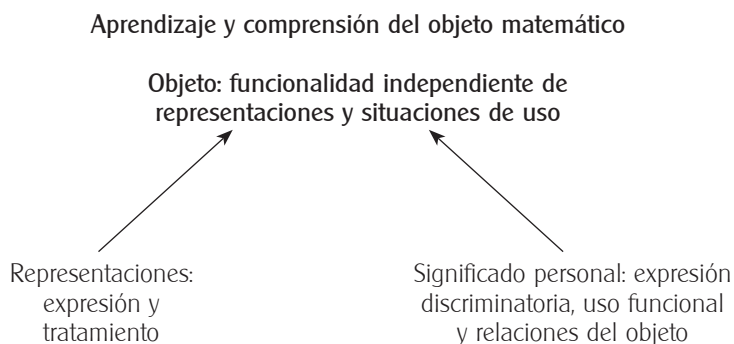 Aprendizaje y comprensión del objeto matemático
Objeto: funcionalidad independiente de
representaciones y situaciones de uso
Representaciones:
expresión y
tratamiento
Significado personal: expresión
discriminatoria, uso funcional
y relaciones del objeto